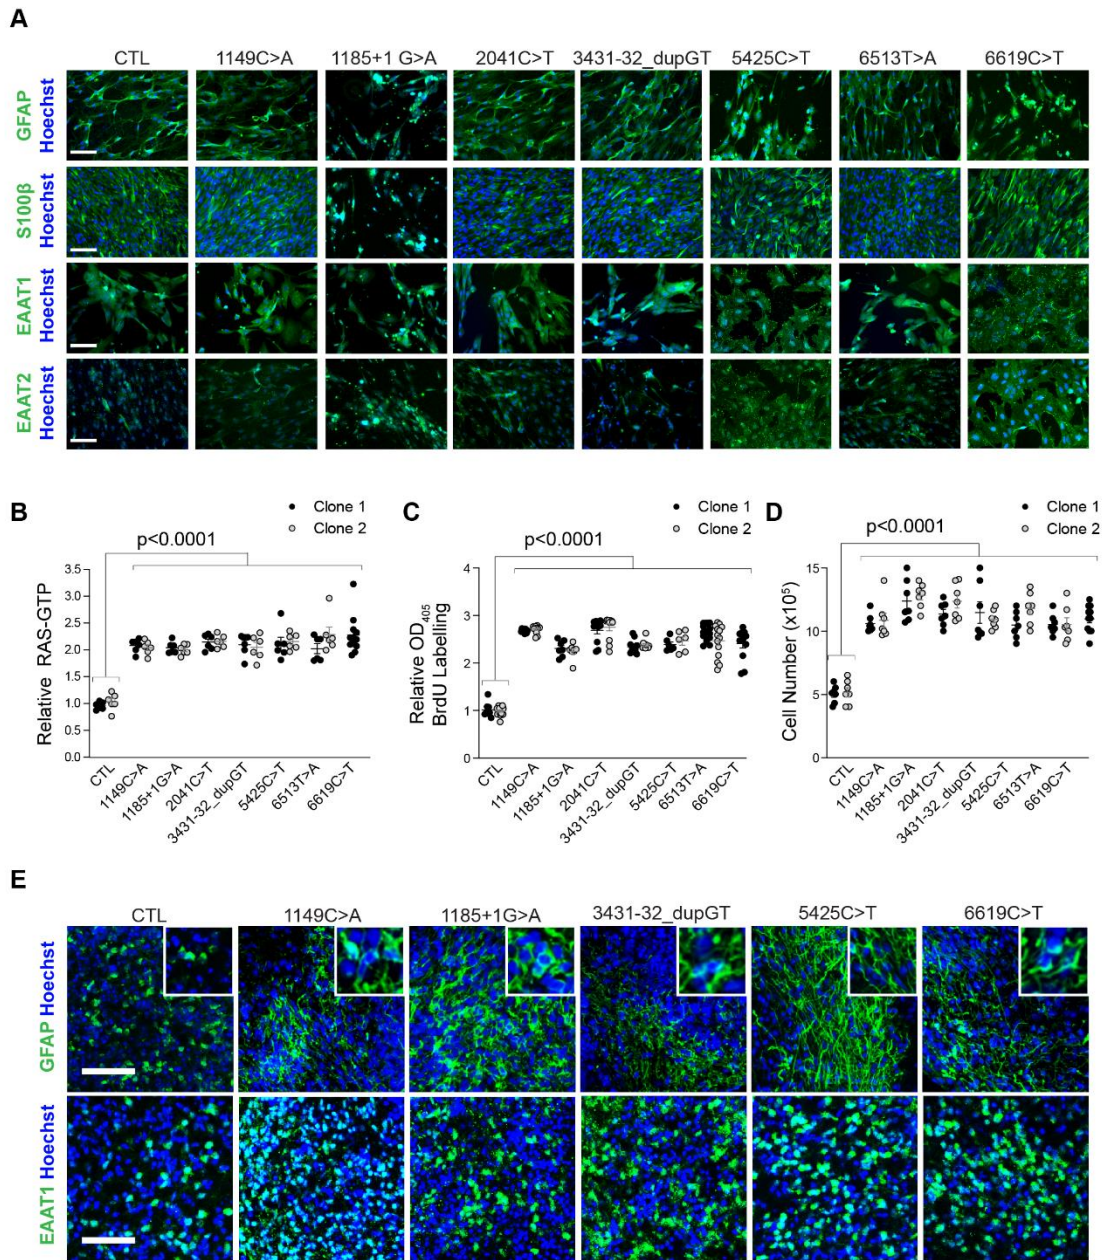 A
CTL 1149C>A 1185+1 G>A 2041C>T 3431-32_dupGT 5425C>T 6513T>A 6619C>T
GFAP Hoechst
S100β Hoechst
EAAT1 Hoechst
EAAT2 Hoechst
B
Clone 1
Clone 2
p<0.0001
Relative RAS-GTP
3.5
3.0
2.5
2.0
1.5
1.0
0.5
0.0
CTL 1149C>A 1185+1G>A 2041C>T 3431-32_dupGT 5425C>T 6513T>A 6619C>T
C
Clone 1
Clone 2
p<0.0001
Relative OD405
BrdU Labelling
4
3
2
1
0
CTL 1149C>A 1185+1G>A 2041C>T 3431-32_dupGT 5425C>T 6513T>A 6619C>T
D
Clone 1
Clone 2
p<0.0001
Cell Number (x10⁵)
15
10
5
0
CTL 1149C>A 1185+1G>A 2041C>T 3431-32_dupGT 5425C>T 6513T>A 6619C>T
E
CTL 1149C>A 1185+1G>A 3431-32_dupGT 5425C>T 6619C>T
GFAP Hoechst
EAAT1 Hoechst